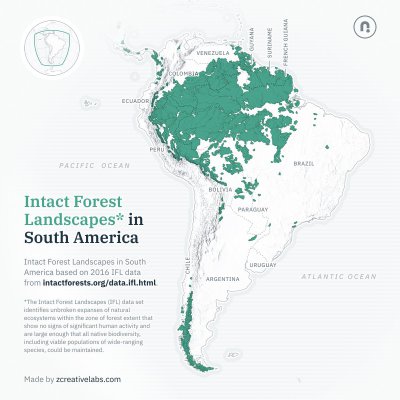 GUYANA
SURINAME
FRENCH GUIANA
VENEZUELA
COLOMBIA
ECUADOR
PERU
BRAZIL
PACIFIC OCEAN
BOLIVIA
Intact Forest
Landscapes* in
South America
PARAGUAY
CHILE
URUGUAY
ARGENTINA
ATLANTIC OCEAN
Intact Forest Landscapes in South
America based on 2016 IFL data
from intactforests.org/data.ifl.html
*The Intact Forest Landscapes (IFL) data set
identifies unbroken expanses of natural
ecosystems within the zone of forest extent that
show no signs of significant human activity and
are large enough that all native biodiversity,
including viable populations of wide-ranging
species, could be maintained.
Made by zcreativelabs.com